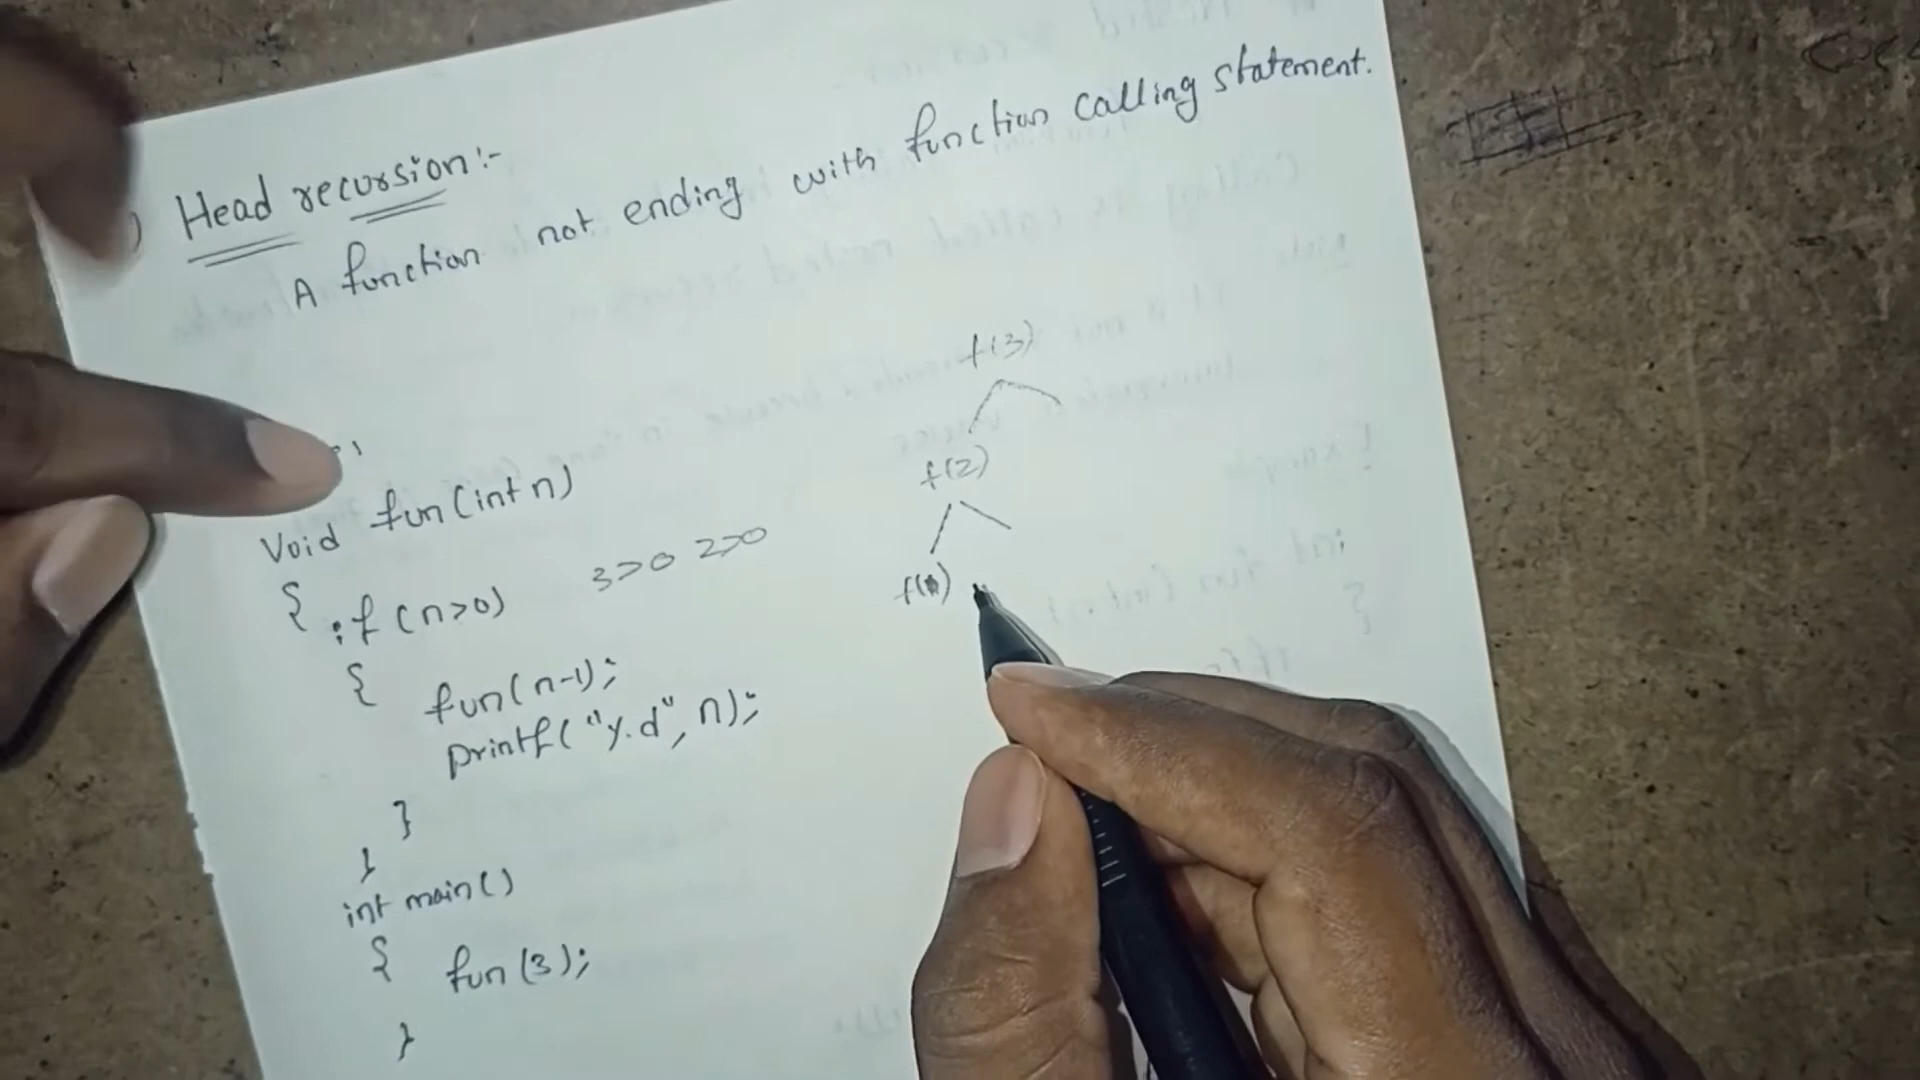 ) Head recursion:-
A function not ending with function calling statement.
Void fun(int n)
{ if (n>0)
3>0 2>0
{ fun(n-1);
printf("%d", n);
}
}
int main()
{ fun(3);
}
f(3)
f(2)
f(1)